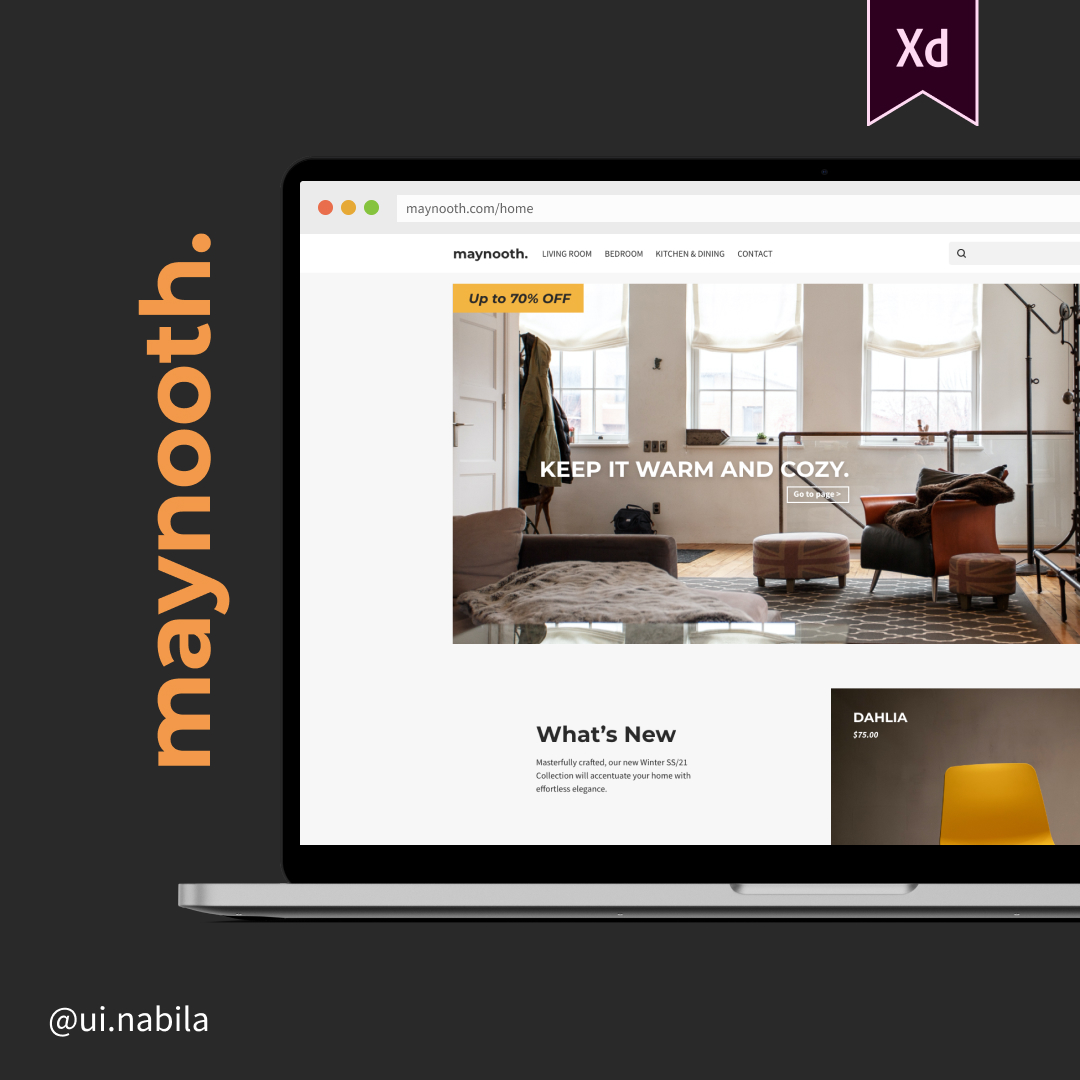 Xd
maynooth.
maynooth.com/home
maynooth. LIVING ROOM BEDROOM KITCHEN & DINING CONTACT
Up to 70% OFF
KEEP IT WARM AND COZY.
Go to page >
What’s New
Masterfully crafted, our new Winter SS/21
Collection will accentuate your home with
effortless elegance.
DAHLIA
$75.00
@ui.nabila